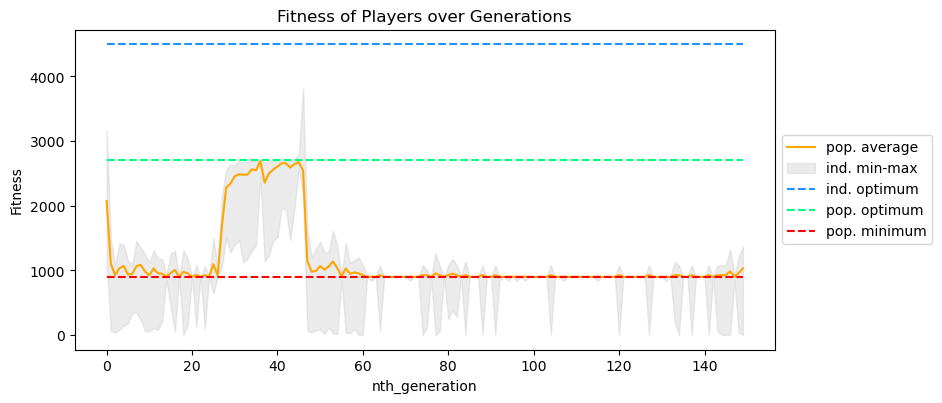 Fitness of Players over Generations
Fitness
4000
3000
2000
1000
0
0 20 40 60 80 100 120 140
nth_generation
pop. average
ind. min-max
ind. optimum
pop. optimum
pop. minimum